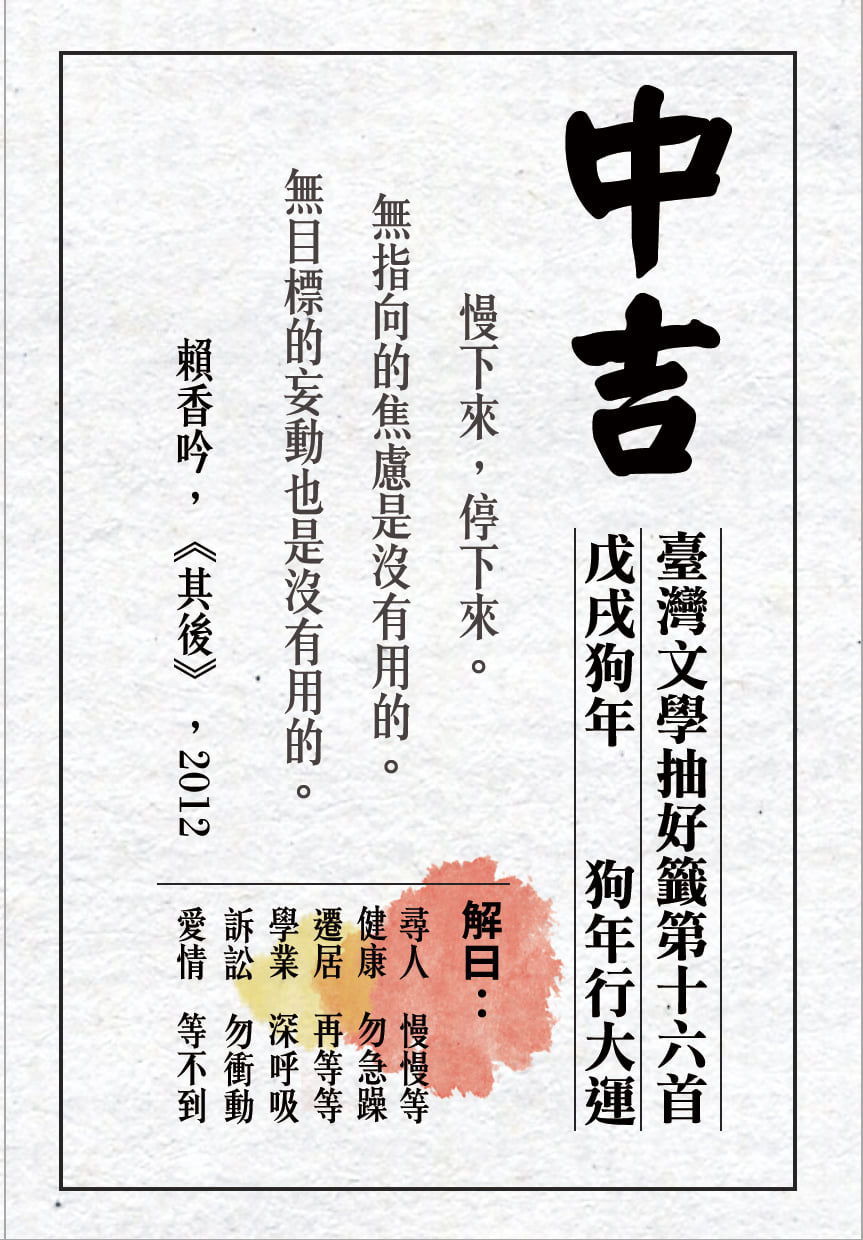 中吉
臺灣文學抽好籤第十六首
戊戌狗年　狗年行大運
慢下來，停下來。
無指向的焦慮是沒有用的。
無目標的妄動也是沒有用的。
賴香吟，《其後》，2012
解曰：
尋人　慢慢等
健康　勿急躁
遷居　再等等
學業　深呼吸
訴訟　勿衝動
愛情　等不到